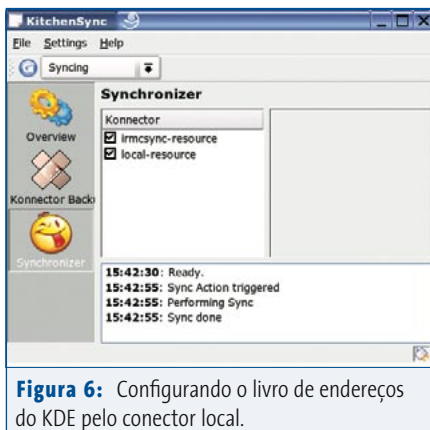 KitchenSync
File Settings Help
Syncing
Synchronizer
Overview
Konnector Back
Synchronizer
Konnector
irmcsync-resource
local-resource
15:42:30: Ready.
15:42:55: Sync Action triggered
15:42:55: Performing Sync
15:42:55: Sync done
Figura 6: Configurando o livro de endereços
do KDE pelo conector local.